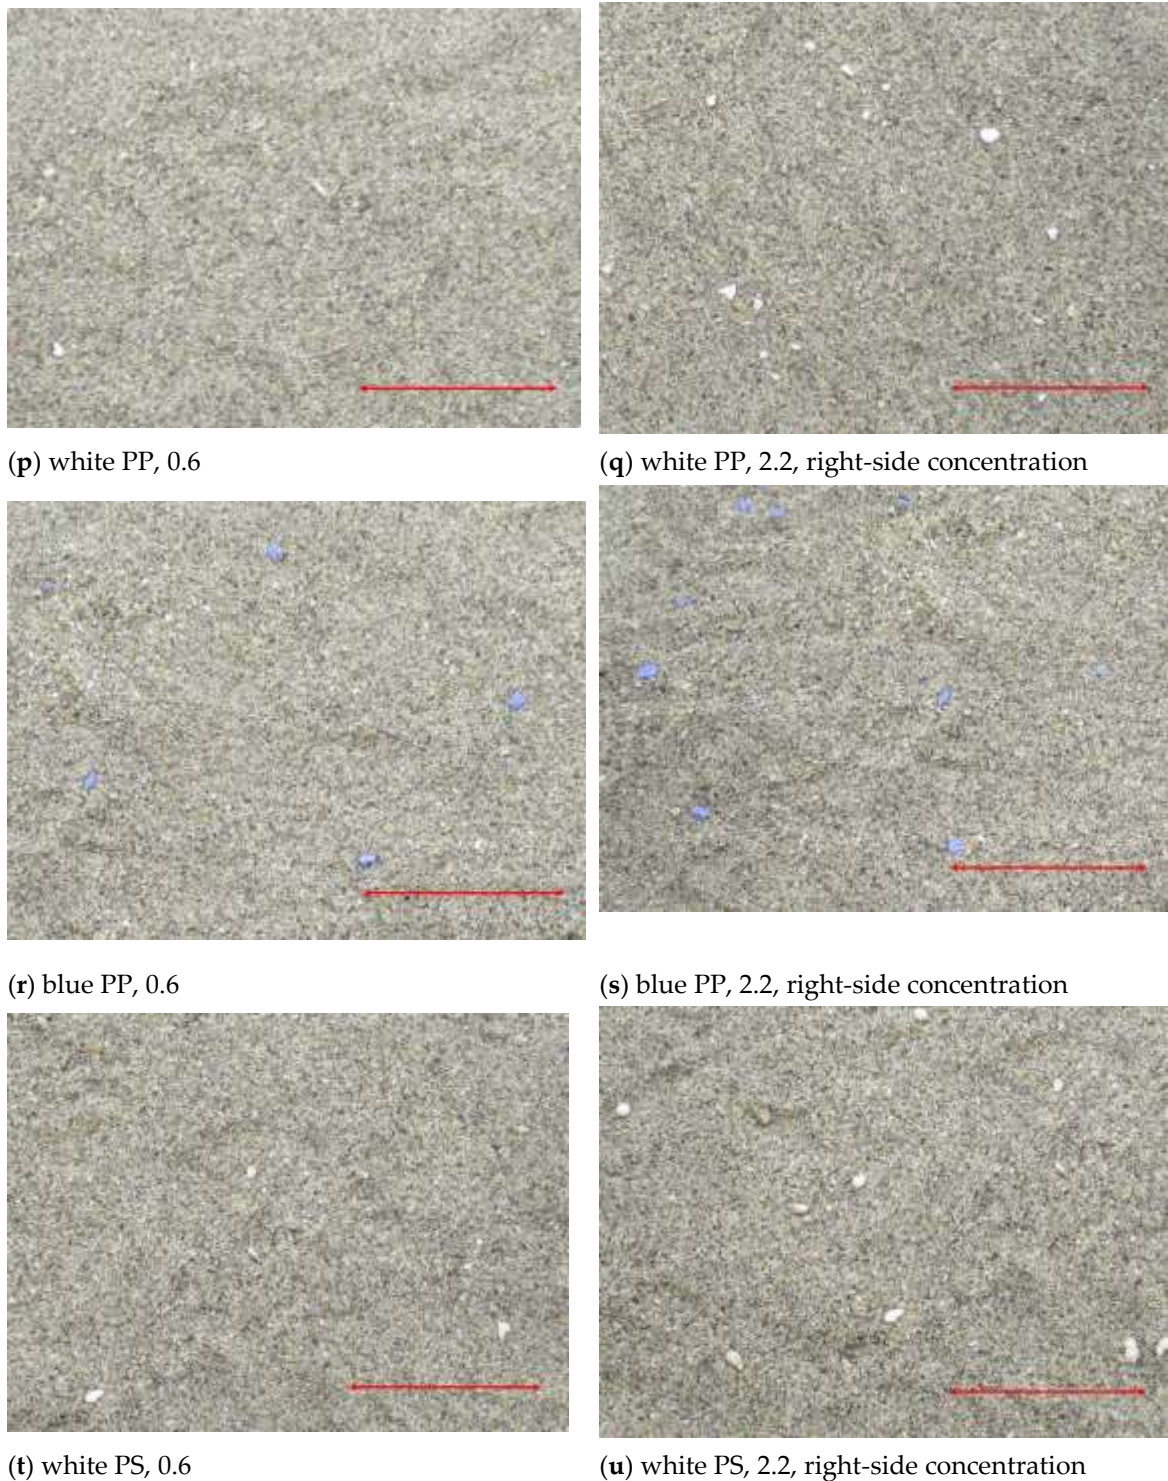 (p) white PP, 0.6
(q) white PP, 2.2, right-side concentration
(r) blue PP, 0.6
(s) blue PP, 2.2, right-side concentration
(t) white PS, 0.6
(u) white PS, 2.2, right-side concentration